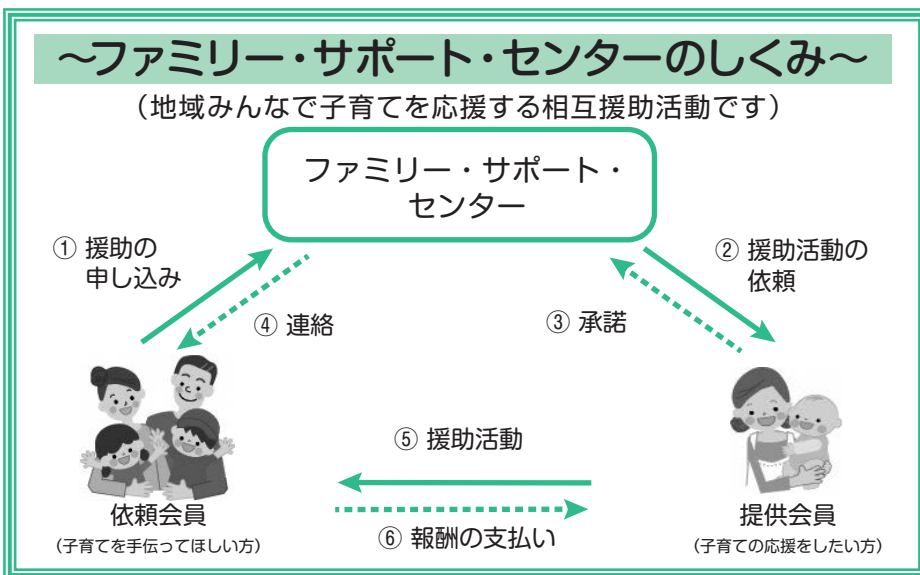 ～ファミリー・サポート・センターのしくみ～
（地域みんなで子育てを応援する相互援助活動です）
ファミリー・サポート・
センター
① 援助の
申し込み
② 援助活動の
依頼
③ 承諾
④ 連絡
⑤ 援助活動
⑥ 報酬の支払い
依頼会員
（子育てを手伝ってほしい方）
提供会員
（子育ての応援をしたい方）